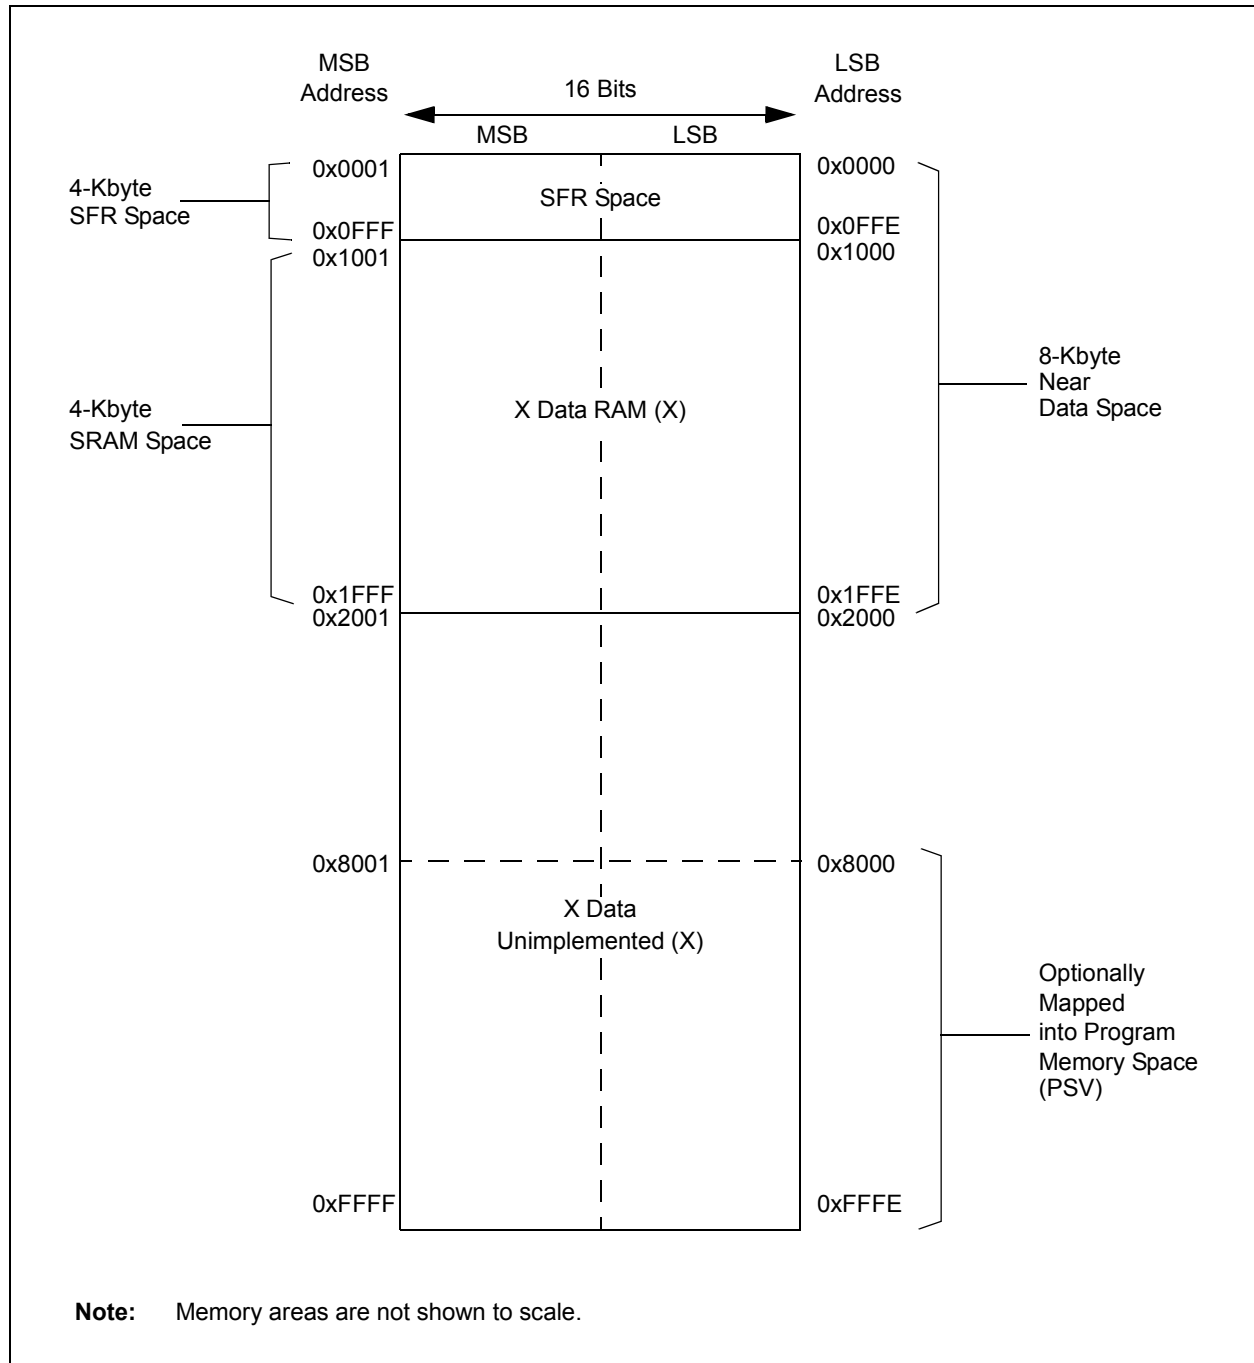 MSB
Address
16 Bits
LSB
Address
MSB
LSB
0x0001
0x0000
4-Kbyte
SFR Space
SFR Space
0x0FFF
0x0FFE
0x1001
0x1000
8-Kbyte
Near
Data Space
4-Kbyte
SRAM Space
X Data RAM (X)
0x1FFF
0x1FFE
0x2001
0x2000
0x8001
0x8000
X Data
Unimplemented (X)
Optionally
Mapped
into Program
Memory Space
(PSV)
0xFFFF
0xFFFE
Note: Memory areas are not shown to scale.